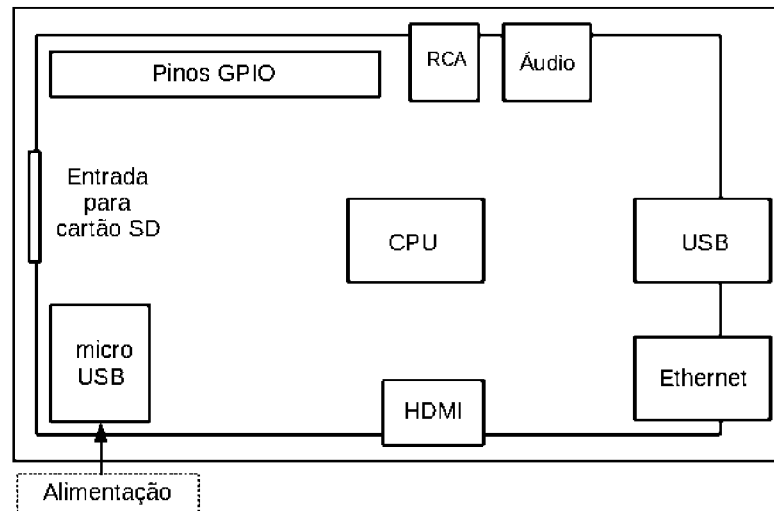 Pinos GPIO
RCA
Áudio
Entrada
para
cartão SD
CPU
USB
micro
USB
HDMI
Ethernet
Alimentação